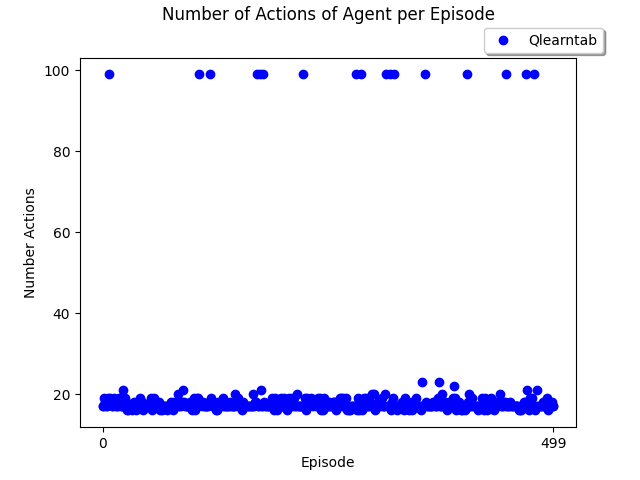 Number of Actions of Agent per Episode
Qlearntab
100
80
60
40
20
Number Actions
0
499
Episode